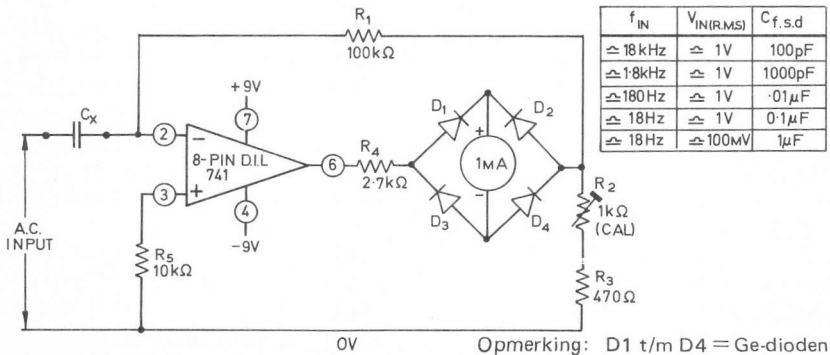 R1
100kΩ
Cx
+9V
7
2
−
8-PIN D.I.L
741
6
3
+
4
−9V
R4
2·7kΩ
D1
D2
+
1MA
−
D3
D4
R2
1kΩ
(CAL)
R3
470Ω
A.C.
INPUT
R5
10kΩ
0V
Opmerking: D1 t/m D4 = Ge-dioden
fIN VIN(R.M.S) Cf.s.d
≏ 18kHz ≏ 1V 100pF
≏ 1·8kHz ≏ 1V 1000pF
≏ 180Hz ≏ 1V ·01µF
≏ 18Hz ≏ 1V 0·1µF
≏ 18Hz ≏ 100MV 1µF